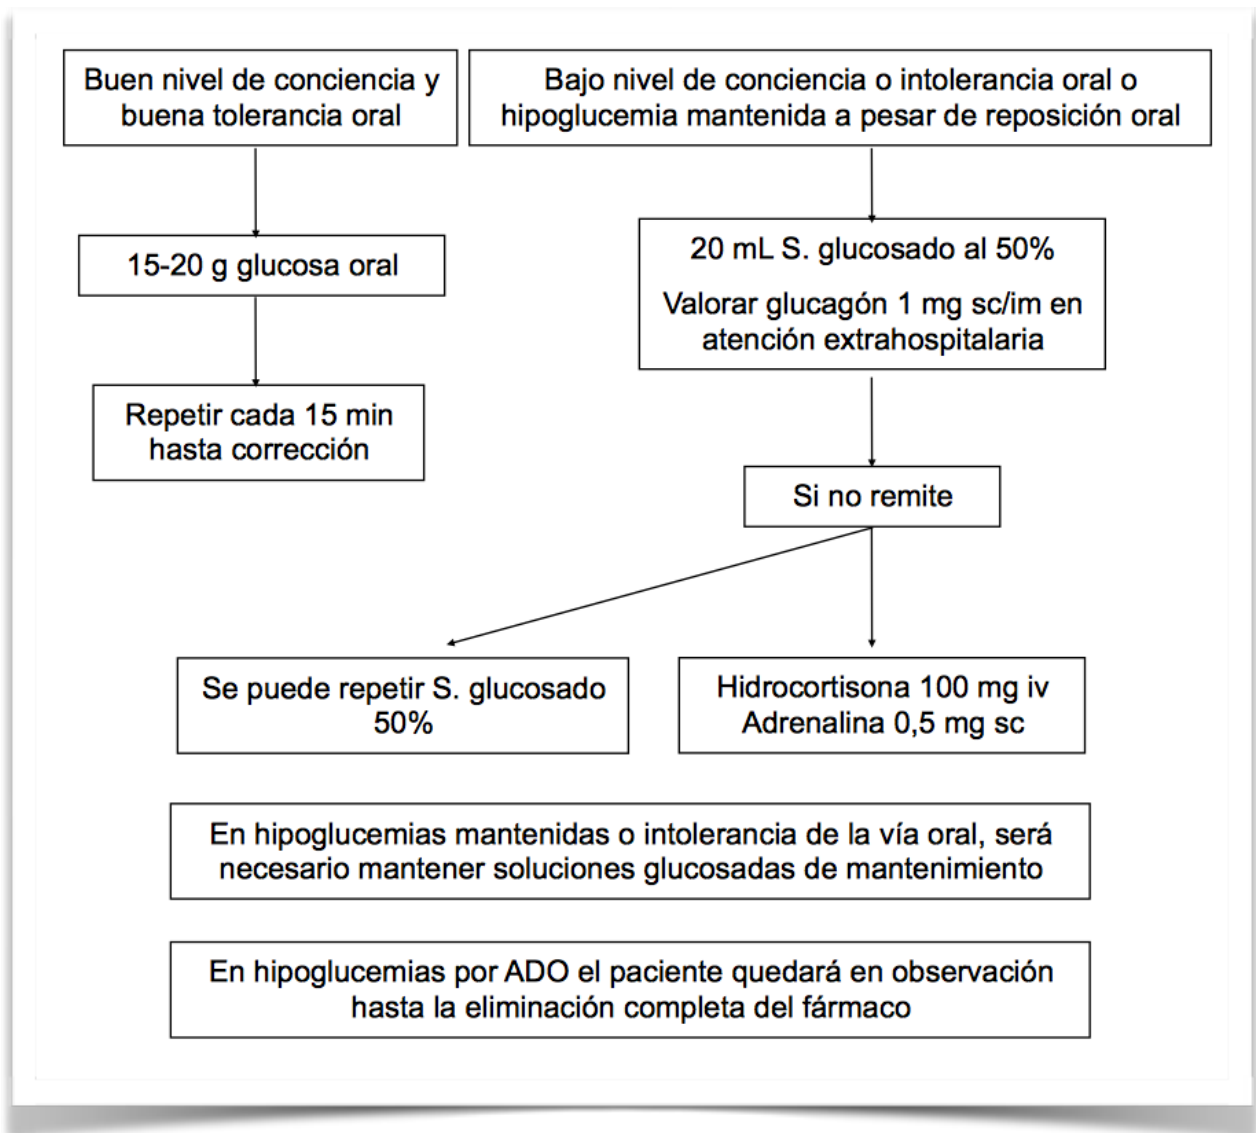 Buen nivel de conciencia y
buena tolerancia oral
Bajo nivel de conciencia o intolerancia oral o
hipoglucemia mantenida a pesar de reposición oral
15-20 g glucosa oral
20 mL S. glucosado al 50%
Valorar glucagón 1 mg sc/im en
atención extrahospitalaria
Repetir cada 15 min
hasta corrección
Si no remite
Se puede repetir S. glucosado
50%
Hidrocortisona 100 mg iv
Adrenalina 0,5 mg sc
En hipoglucemias mantenidas o intolerancia de la vía oral, será
necesario mantener soluciones glucosadas de mantenimiento
En hipoglucemias por ADO el paciente quedará en observación
hasta la eliminación completa del fármaco